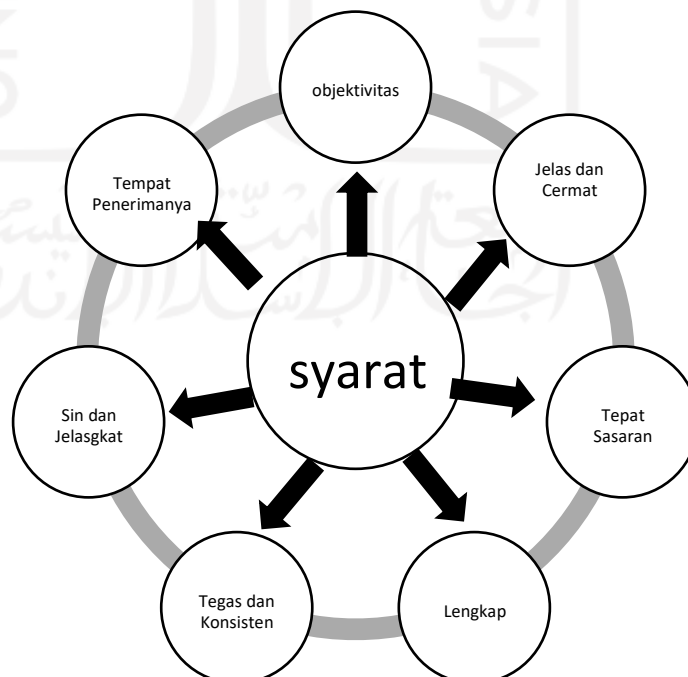 objektivitas
Jelas dan
Cermat
Tepat
Sasaran
Lengkap
Tegas dan
Konsisten
Sin dan
Jelasgkat
Tempat
Penerimanya
syarat